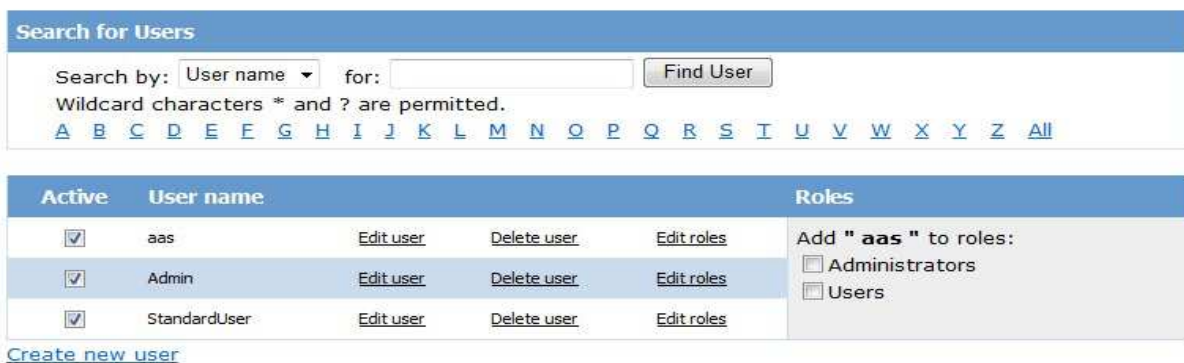 Search for Users
Search by: User name for: Find User
Wildcard characters * and ? are permitted.
A B C D E F G H I J K L M N O P Q R S T U V W X Y Z All
Active User name Roles
aas Edit user Delete user Edit roles
Admin Edit user Delete user Edit roles
StandardUser Edit user Delete user Edit roles
Add " aas " to roles:
Administrators
Users
Create new user